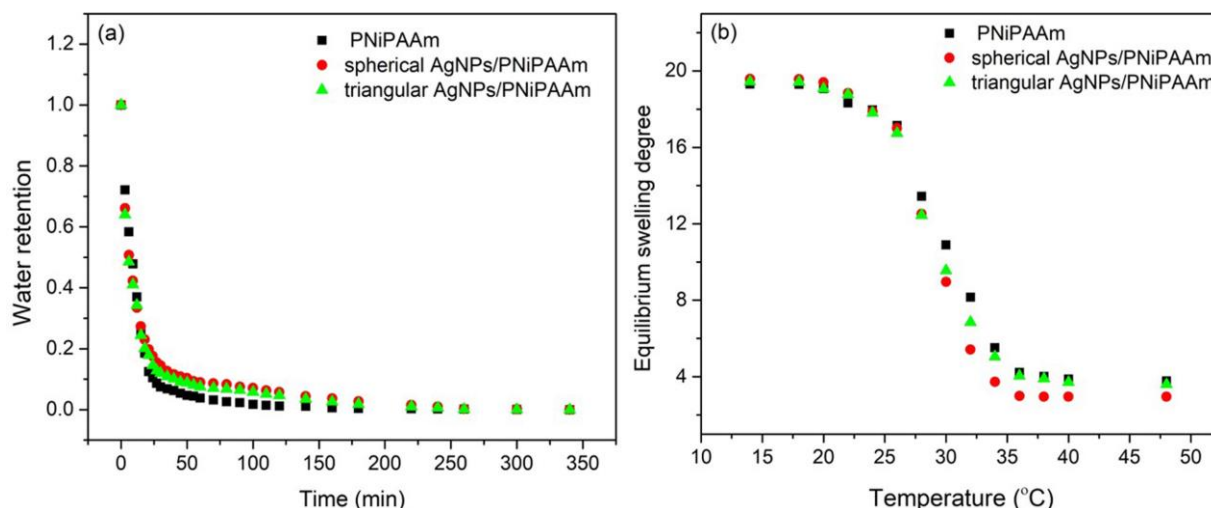 (a)
PNiPAAm
spherical AgNPs/PNiPAAm
triangular AgNPs/PNiPAAm
Water retention
1.2
1.0
0.8
0.6
0.4
0.2
0.0
0 50 100 150 200 250 300 350
Time (min)
(b)
PNiPAAm
spherical AgNPs/PNiPAAm
triangular AgNPs/PNiPAAm
Equilibrium swelling degree
20
16
12
8
4
10 15 20 25 30 35 40 45 50
Temperature (°C)